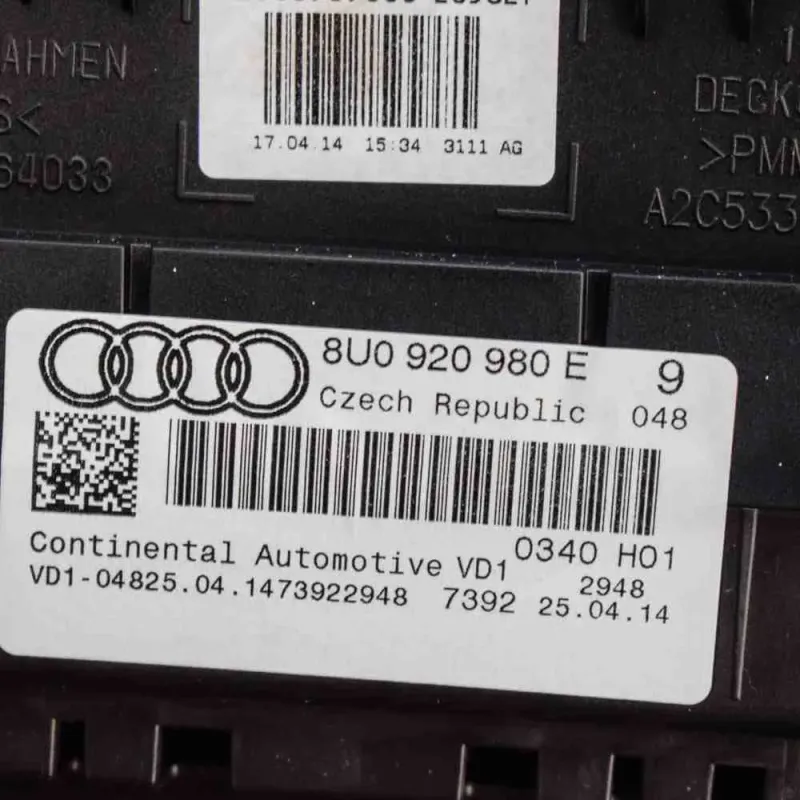 17.04.14 15:34 3111 AG
AHMEN
S<
64033
>PMM
A2C533
8U0 920 980 E 9
Czech Republic 048
Continental Automotive VD1 0340 H01
2948
VD1-04825.04.1473922948 7392 25.04.14